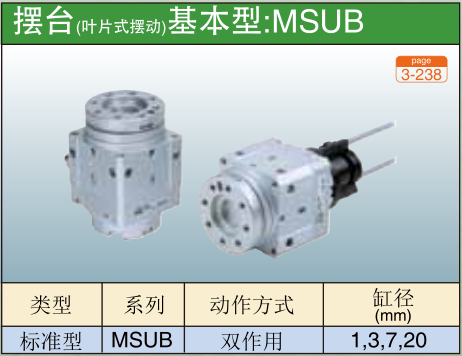 摆台(叶片式摆动)基本型:MSUB
page
3-238
类型 系列 动作方式 缸径
(mm)
标准型 MSUB 双作用 1,3,7,20